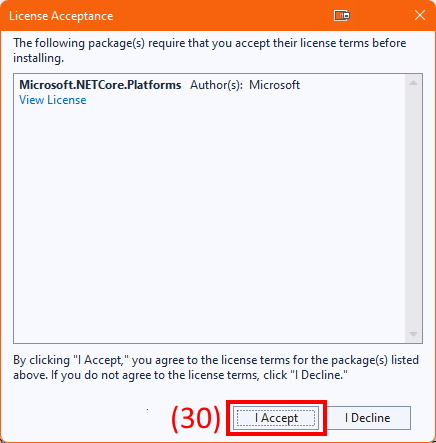 License Acceptance
The following package(s) require that you accept their license terms before
installing.
Microsoft.NETCore.Platforms Author(s): Microsoft
View License
By clicking "I Accept," you agree to the license terms for the package(s) listed
above. If you do not agree to the license terms, click "I Decline."
(30) I Accept I Decline